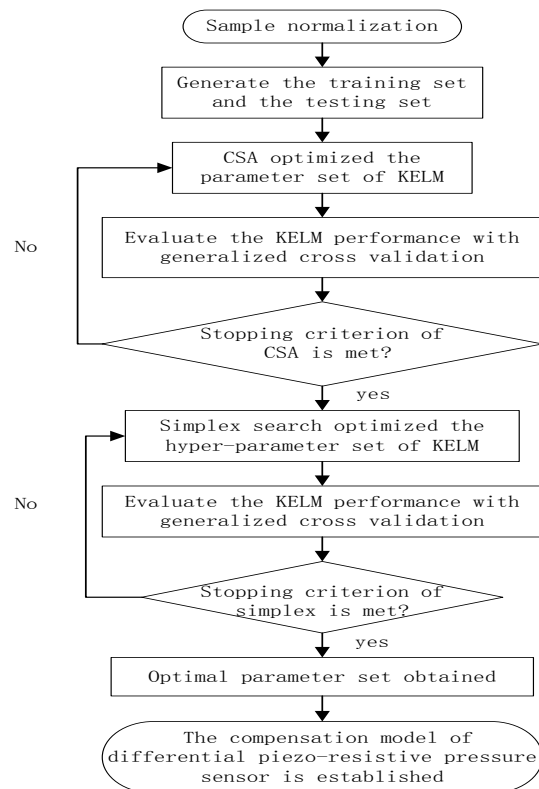 Sample normalization
Generate the training set
and the testing set
CSA optimized the
parameter set of KELM
No
Evaluate the KELM performance with
generalized cross validation
Stopping criterion of
CSA is met?
yes
Simplex search optimized the
hyper-parameter set of KELM
No
Evaluate the KELM performance with
generalized cross validation
Stopping criterion of
simplex is met?
yes
Optimal parameter set obtained
The compensation model of
differential piezo-resistive pressure
sensor is established